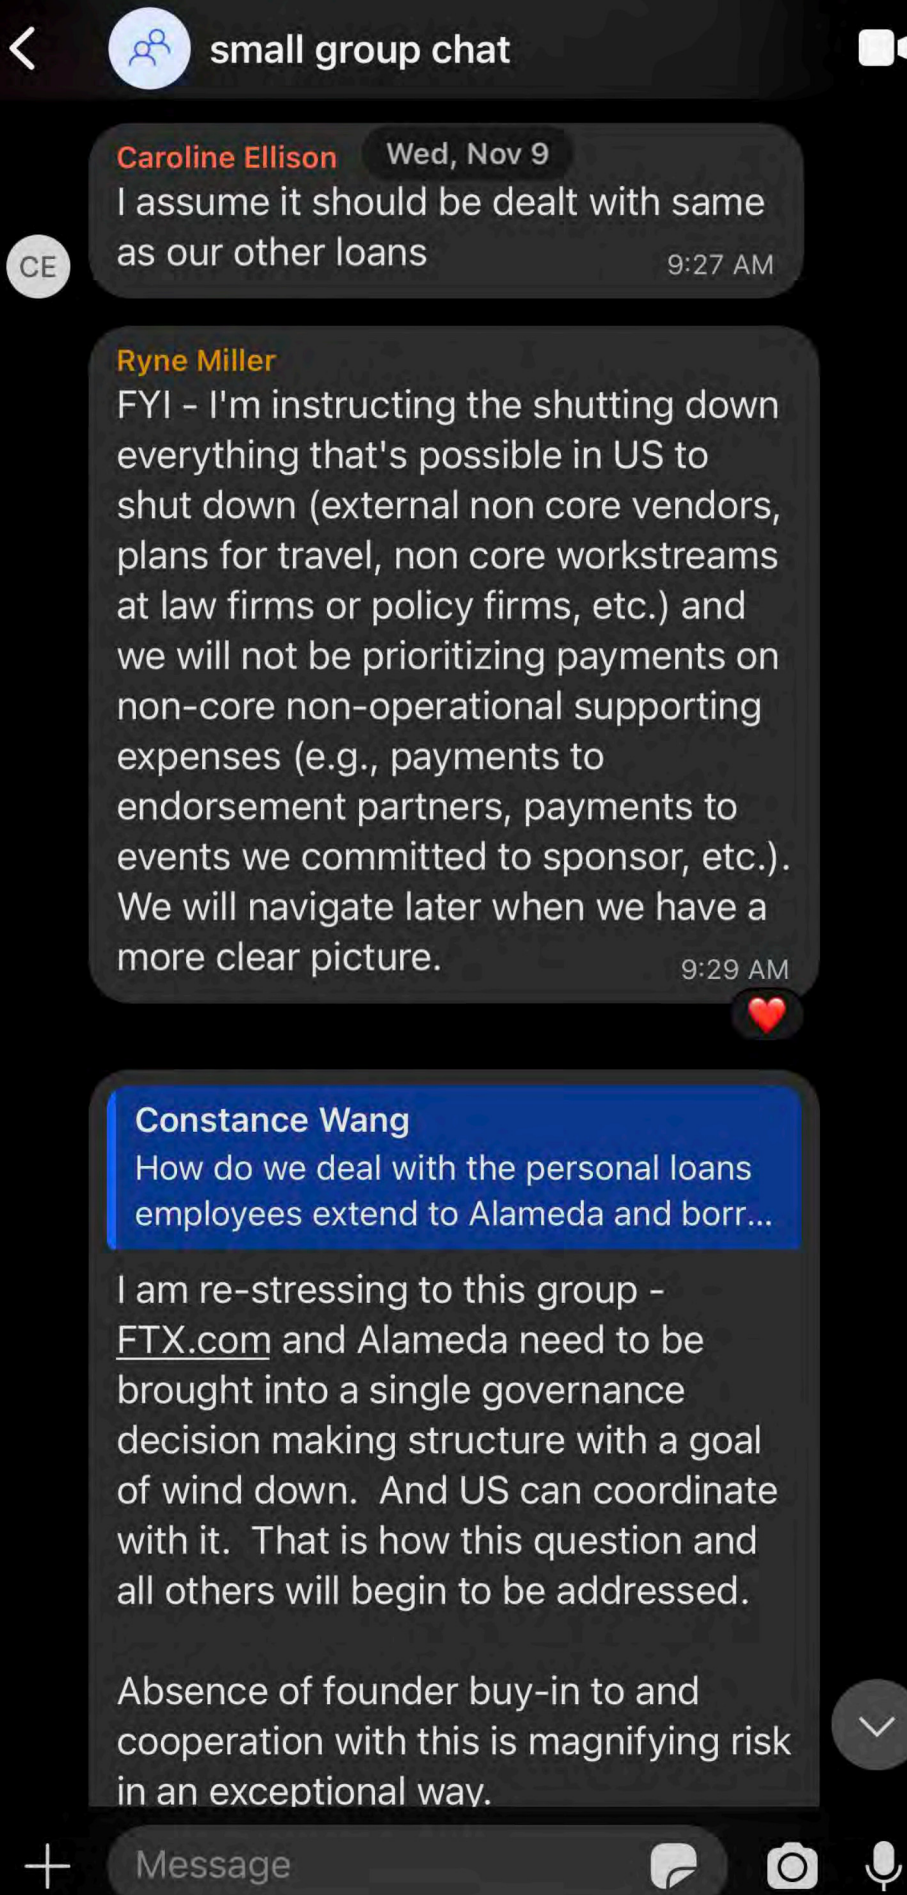 small group chat
Caroline Ellison
Wed, Nov 9
I assume it should be dealt with same
as our other loans
9:27 AM
CE
Ryne Miller
FYI - I'm instructing the shutting down
everything that's possible in US to
shut down (external non core vendors,
plans for travel, non core workstreams
at law firms or policy firms, etc.) and
we will not be prioritizing payments on
non-core non-operational supporting
expenses (e.g., payments to
endorsement partners, payments to
events we committed to sponsor, etc.).
We will navigate later when we have a
more clear picture.
9:29 AM
Constance Wang
How do we deal with the personal loans
employees extend to Alameda and borr...
I am re-stressing to this group -
FTX.com and Alameda need to be
brought into a single governance
decision making structure with a goal
of wind down.  And US can coordinate
with it.  That is how this question and
all others will begin to be addressed.
Absence of founder buy-in to and
cooperation with this is magnifying risk
in an exceptional way.
Message